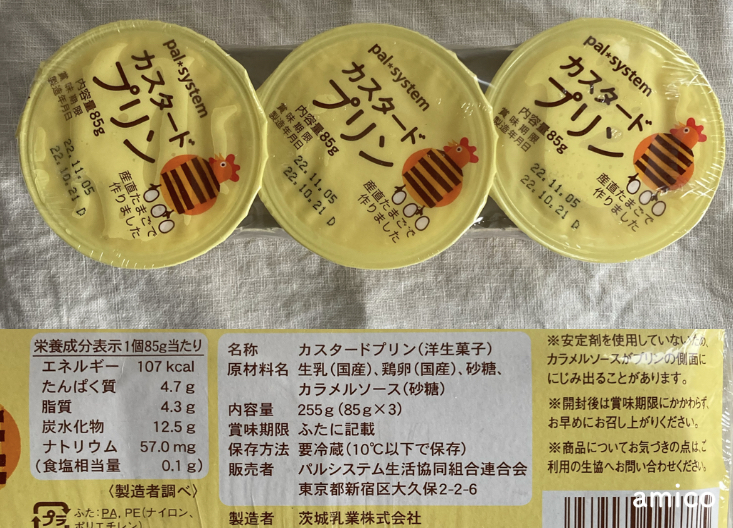 pal*system
カスタード
プリン
内容量85g
賞味期限
製造年月日
22.11.05
22.10.21 D
産直たまごで
作りました
pal*system
カスタード
プリン
内容量85g
賞味期限
製造年月日
22.11.05
22.10.21 D
産直たまごで
作りました
pal*system
カスタード
プリン
内容量85g
賞味期限
製造年月日
22.11.05
22.10.21 D
産直たまごで
作りました
栄養成分表示1個85g当たり
エネルギー 107 kcal
たんぱく質 4.7 g
脂質 4.3 g
炭水化物 12.5 g
ナトリウム 57.0 mg
(食塩相当量 0.1 g)
〈製造者調べ〉
プラ
ふた:PA, PE(ナイロン、
ポリエチレン)
名称 カスタードプリン(洋生菓子)
原材料名 生乳(国産)、鶏卵(国産)、砂糖、
カラメルソース(砂糖)
内容量 255g(85g×3)
賞味期限 ふたに記載
保存方法 要冷蔵(10℃以下で保存)
販売者 パルシステム生活協同組合連合会
東京都新宿区大久保2-2-6
製造者 茨城乳業株式会社
※安定剤を使用していないため、
カラメルソースがプリンの側面に
にじみ出ることがあります。
※開封後は賞味期限にかかわらず、
お早めにお召し上がりください。
※商品についてお気づきの点は、ご
利用の生協へお問い合わせください。
amico